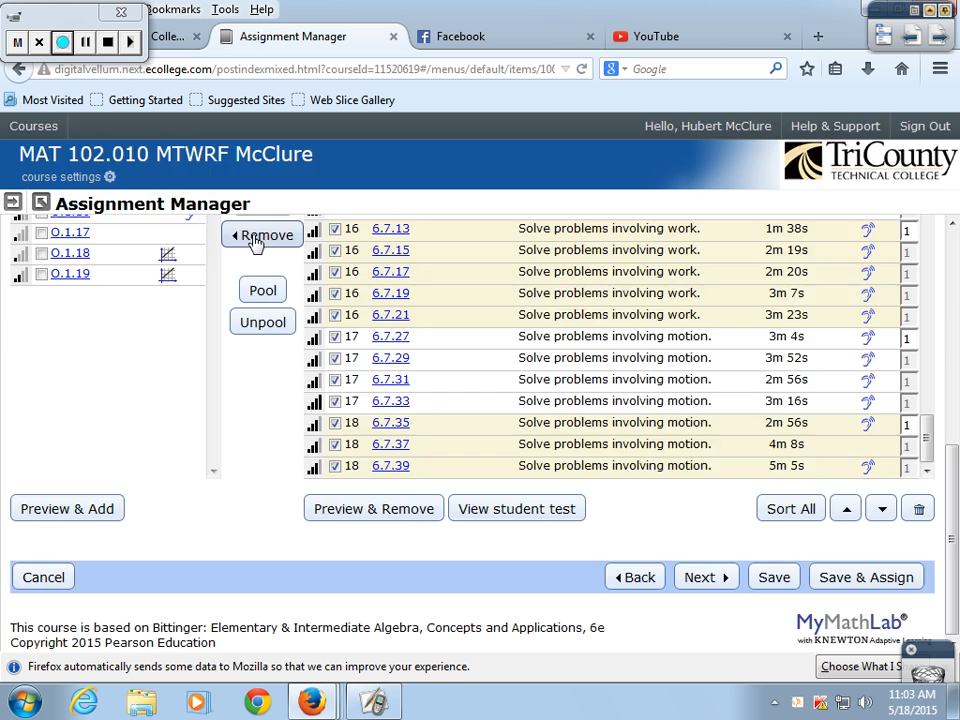 Bookmarks Tools Help
M
Colle...
Assignment Manager
Facebook
YouTube
digitalvellum.next.ecollege.com/postindexmixed.html?courseId=11520619#/menus/default/items/100
Google
Most Visited Getting Started Suggested Sites Web Slice Gallery
Courses
Hello, Hubert McClure Help & Support Sign Out
MAT 102.010 MTWRF McClure
course settings
TriCounty
TECHNICAL COLLEGE
Assignment Manager
O.1.17
O.1.18
O.1.19
Remove
Pool
Unpool
16 6.7.13 Solve problems involving work. 1m 38s 1
16 6.7.15 Solve problems involving work. 2m 19s 1
16 6.7.17 Solve problems involving work. 2m 20s 1
16 6.7.19 Solve problems involving work. 3m 7s 1
16 6.7.21 Solve problems involving work. 3m 23s 1
17 6.7.27 Solve problems involving motion. 3m 4s 1
17 6.7.29 Solve problems involving motion. 3m 52s 1
17 6.7.31 Solve problems involving motion. 2m 56s 1
17 6.7.33 Solve problems involving motion. 3m 16s 1
18 6.7.35 Solve problems involving motion. 2m 56s 1
18 6.7.37 Solve problems involving motion. 4m 8s 1
18 6.7.39 Solve problems involving motion. 5m 5s 1
Preview & Add Preview & Remove View student test Sort All
Cancel Back Next Save Save & Assign
This course is based on Bittinger: Elementary & Intermediate Algebra, Concepts and Applications, 6e
Copyright 2015 Pearson Education
MyMathLab®
with KNEWTON Adaptive
Firefox automatically sends some data to Mozilla so that we can improve your experience.
Choose What I
11:03 AM
5/18/2015